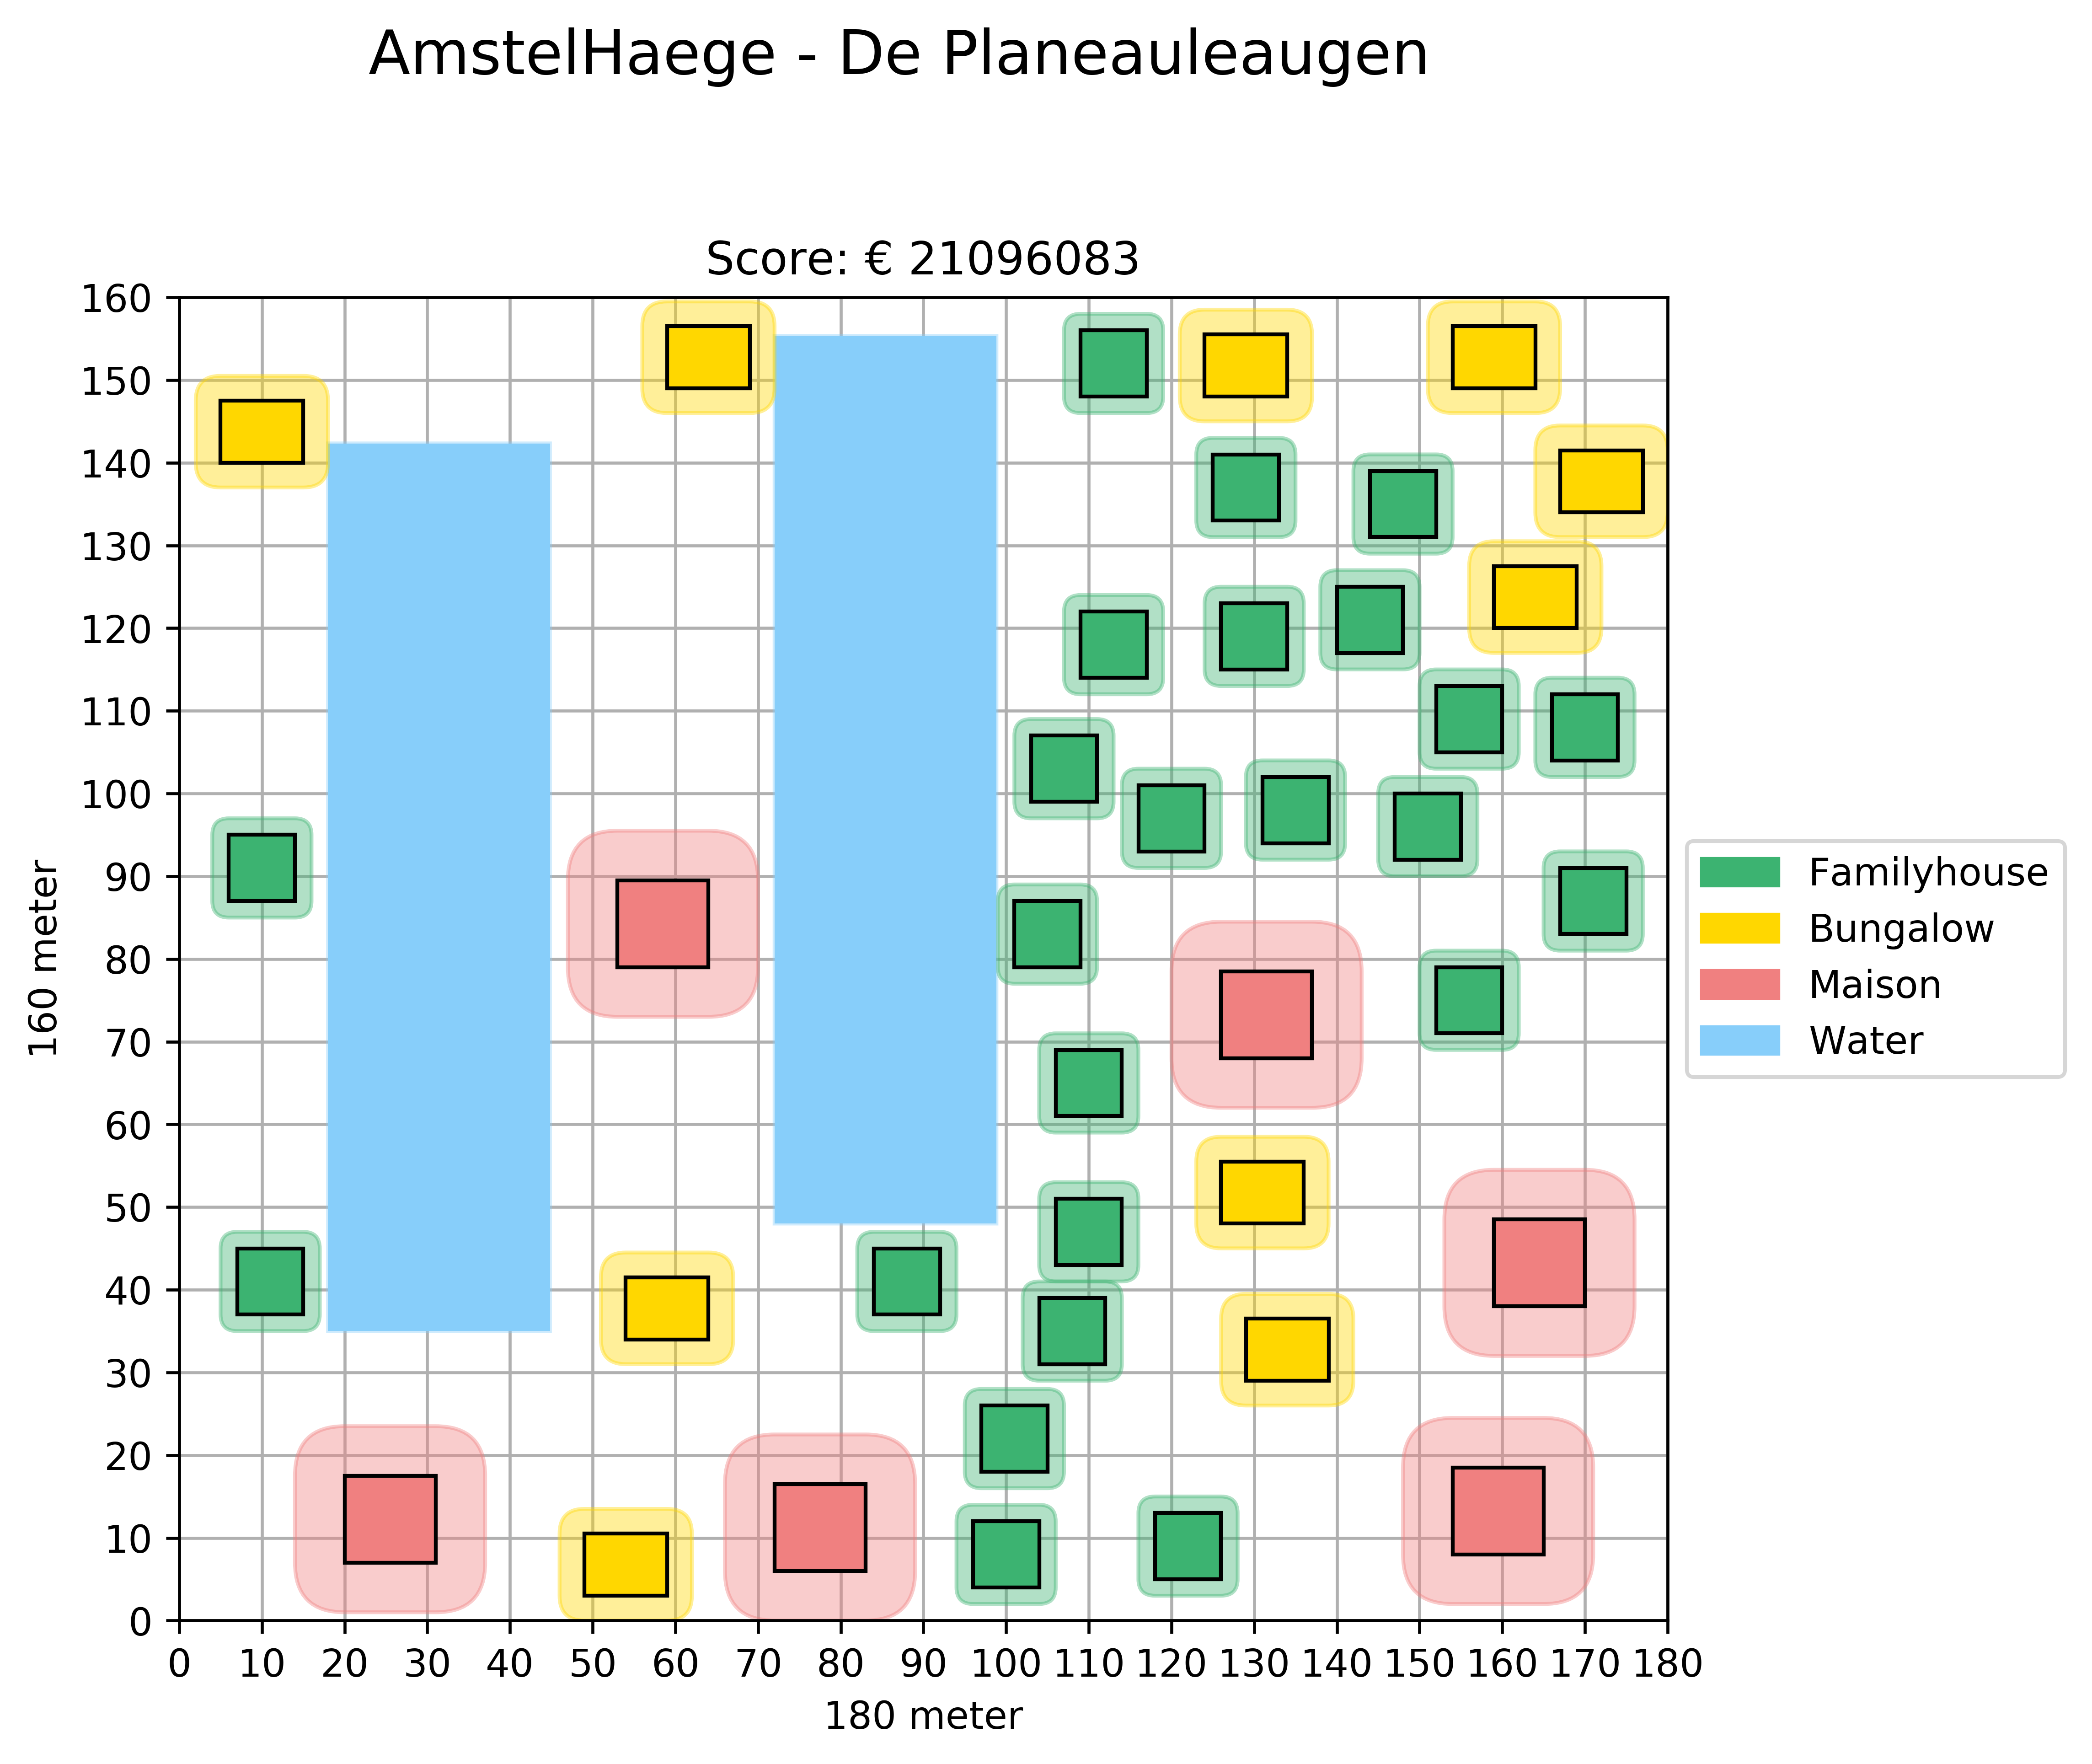 AmstelHaege - De Planeauleaugen
Score: € 21096083
160
150
140
130
120
110
100
90
80
70
60
50
40
30
20
10
0
160 meter
0 10 20 30 40 50 60 70 80 90 100 110 120 130 140 150 160 170 180
180 meter
Familyhouse
Bungalow
Maison
Water